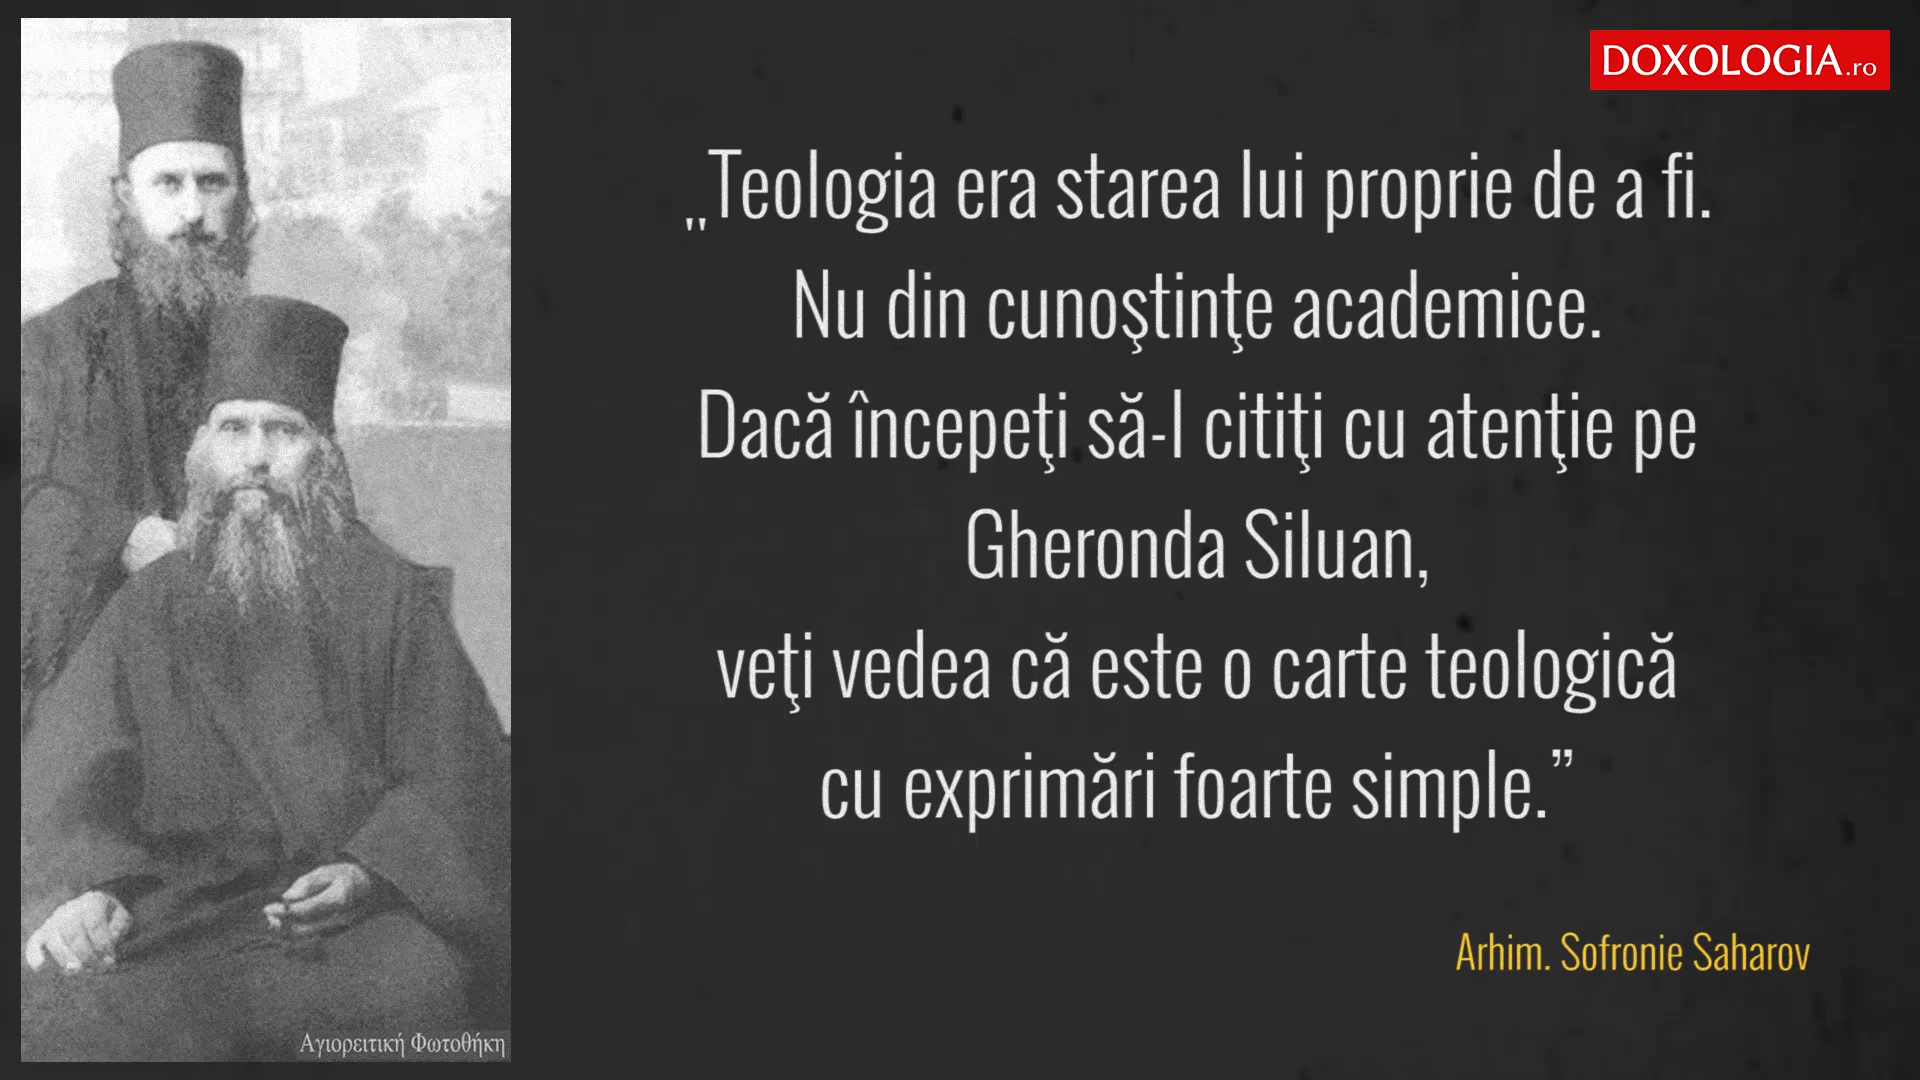 DOXOLOGIA.ro
„Teologia era starea lui proprie de a fi.
Nu din cunoştinţe academice.
Dacă începeţi să-l citiţi cu atenţie pe
Gheronda Siluan,
veţi vedea că este o carte teologică
cu exprimări foarte simple.”
Arhim. Sofronie Saharov
Αγιορειτική Φωτοθήκη